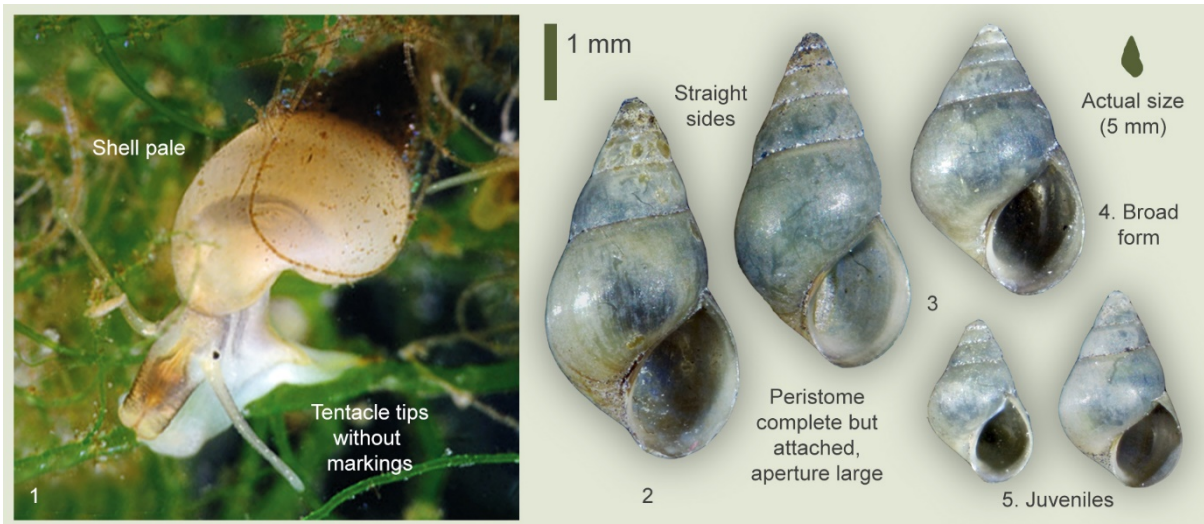 Shell pale
Tentacle tips
without
markings
1
1 mm
Straight
sides
Actual size
(5 mm)
4. Broad
form
3
Peristome
complete but
attached,
aperture large
2
5. Juveniles